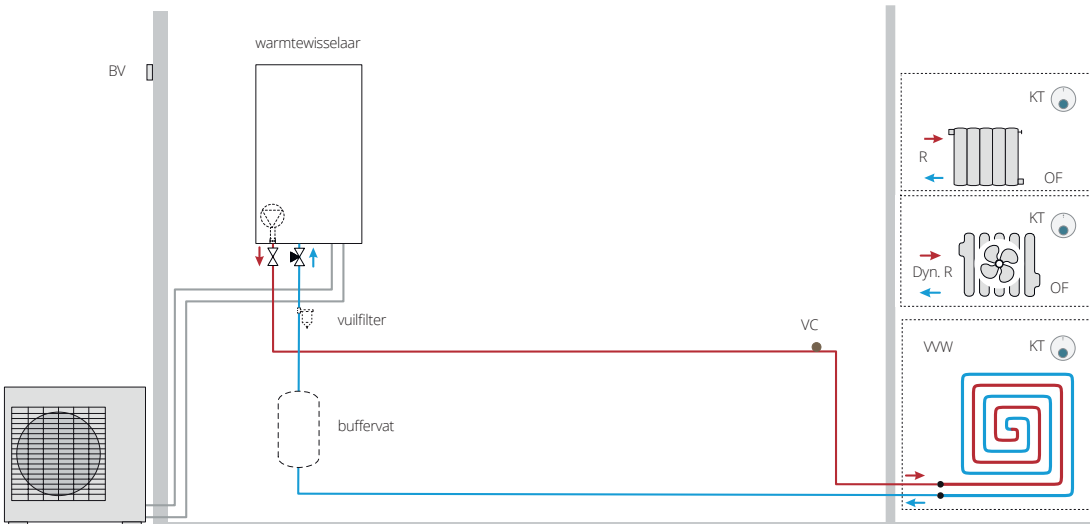 warmtewisselaar
BV
KT
R
OF
KT
Dyn. R
OF
vuilfilter
VC
VVW
KT
buffervat